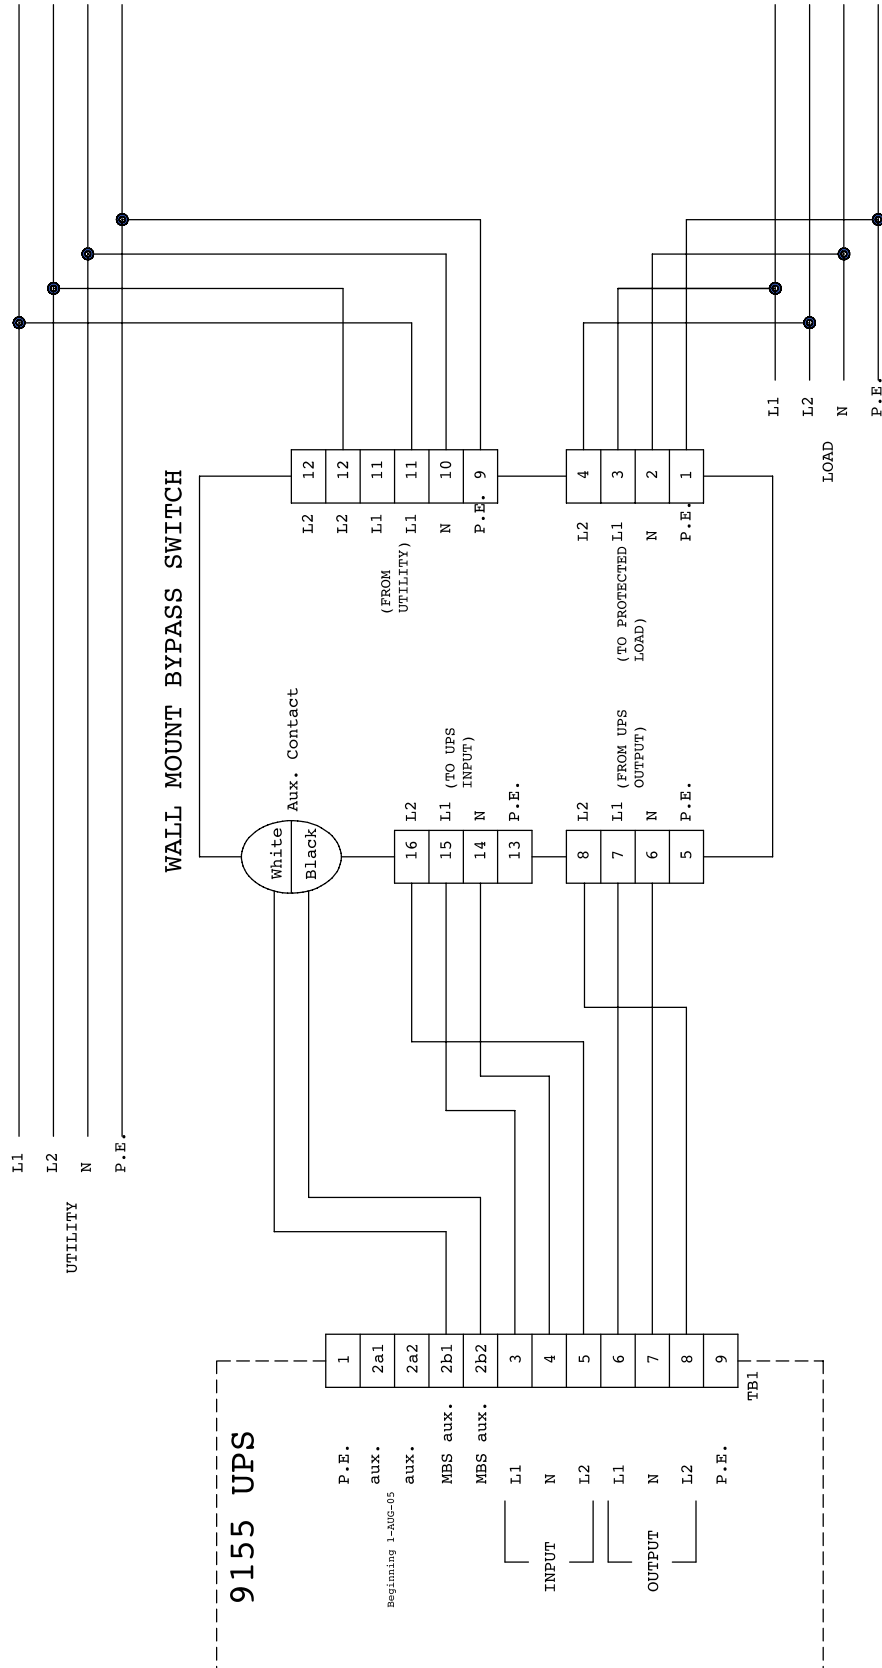 9155 UPS
P.E.
aux.
aux.
Beginning 1-AUG-05
MBS aux.
MBS aux.
L1
N
L2
INPUT
L1
N
L2
OUTPUT
P.E.
1
2a1
2a2
2b1
2b2
3
4
5
6
7
8
9
TB1
UTILITY
L1
L2
N
P.E.
WALL MOUNT BYPASS SWITCH
White
Black
Aux. Contact
16
15
14
13
L2
L1
N
P.E.
(TO UPS
INPUT)
8
7
6
5
L2
L1
N
P.E.
(FROM UPS
OUTPUT)
(FROM
UTILITY)
L2
L2
L1
L1
N
P.E.
12
12
11
11
10
9
(TO PROTECTED
LOAD)
L2
L1
N
P.E.
4
3
2
1
LOAD
L1
L2
N
P.E.